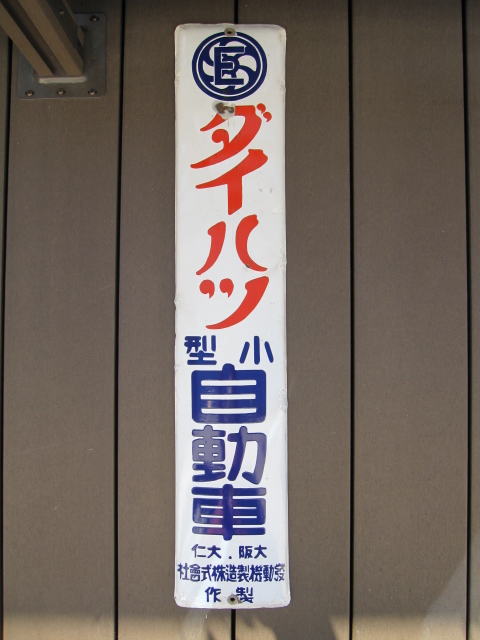 E
ダイハツ
小型
自動車
大阪.大仁
發動機製造株式會社
製作